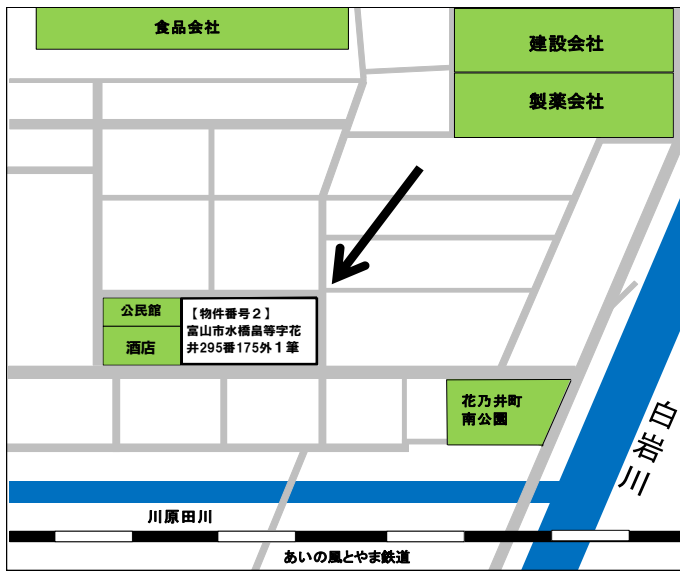 食品会社
建設会社
製薬会社
公民館
酒店
【物件番号２】
富山市水橋畠等字花
井295番175外１筆
花乃井町
南公園
白岩川
川原田川
あいの風とやま鉄道